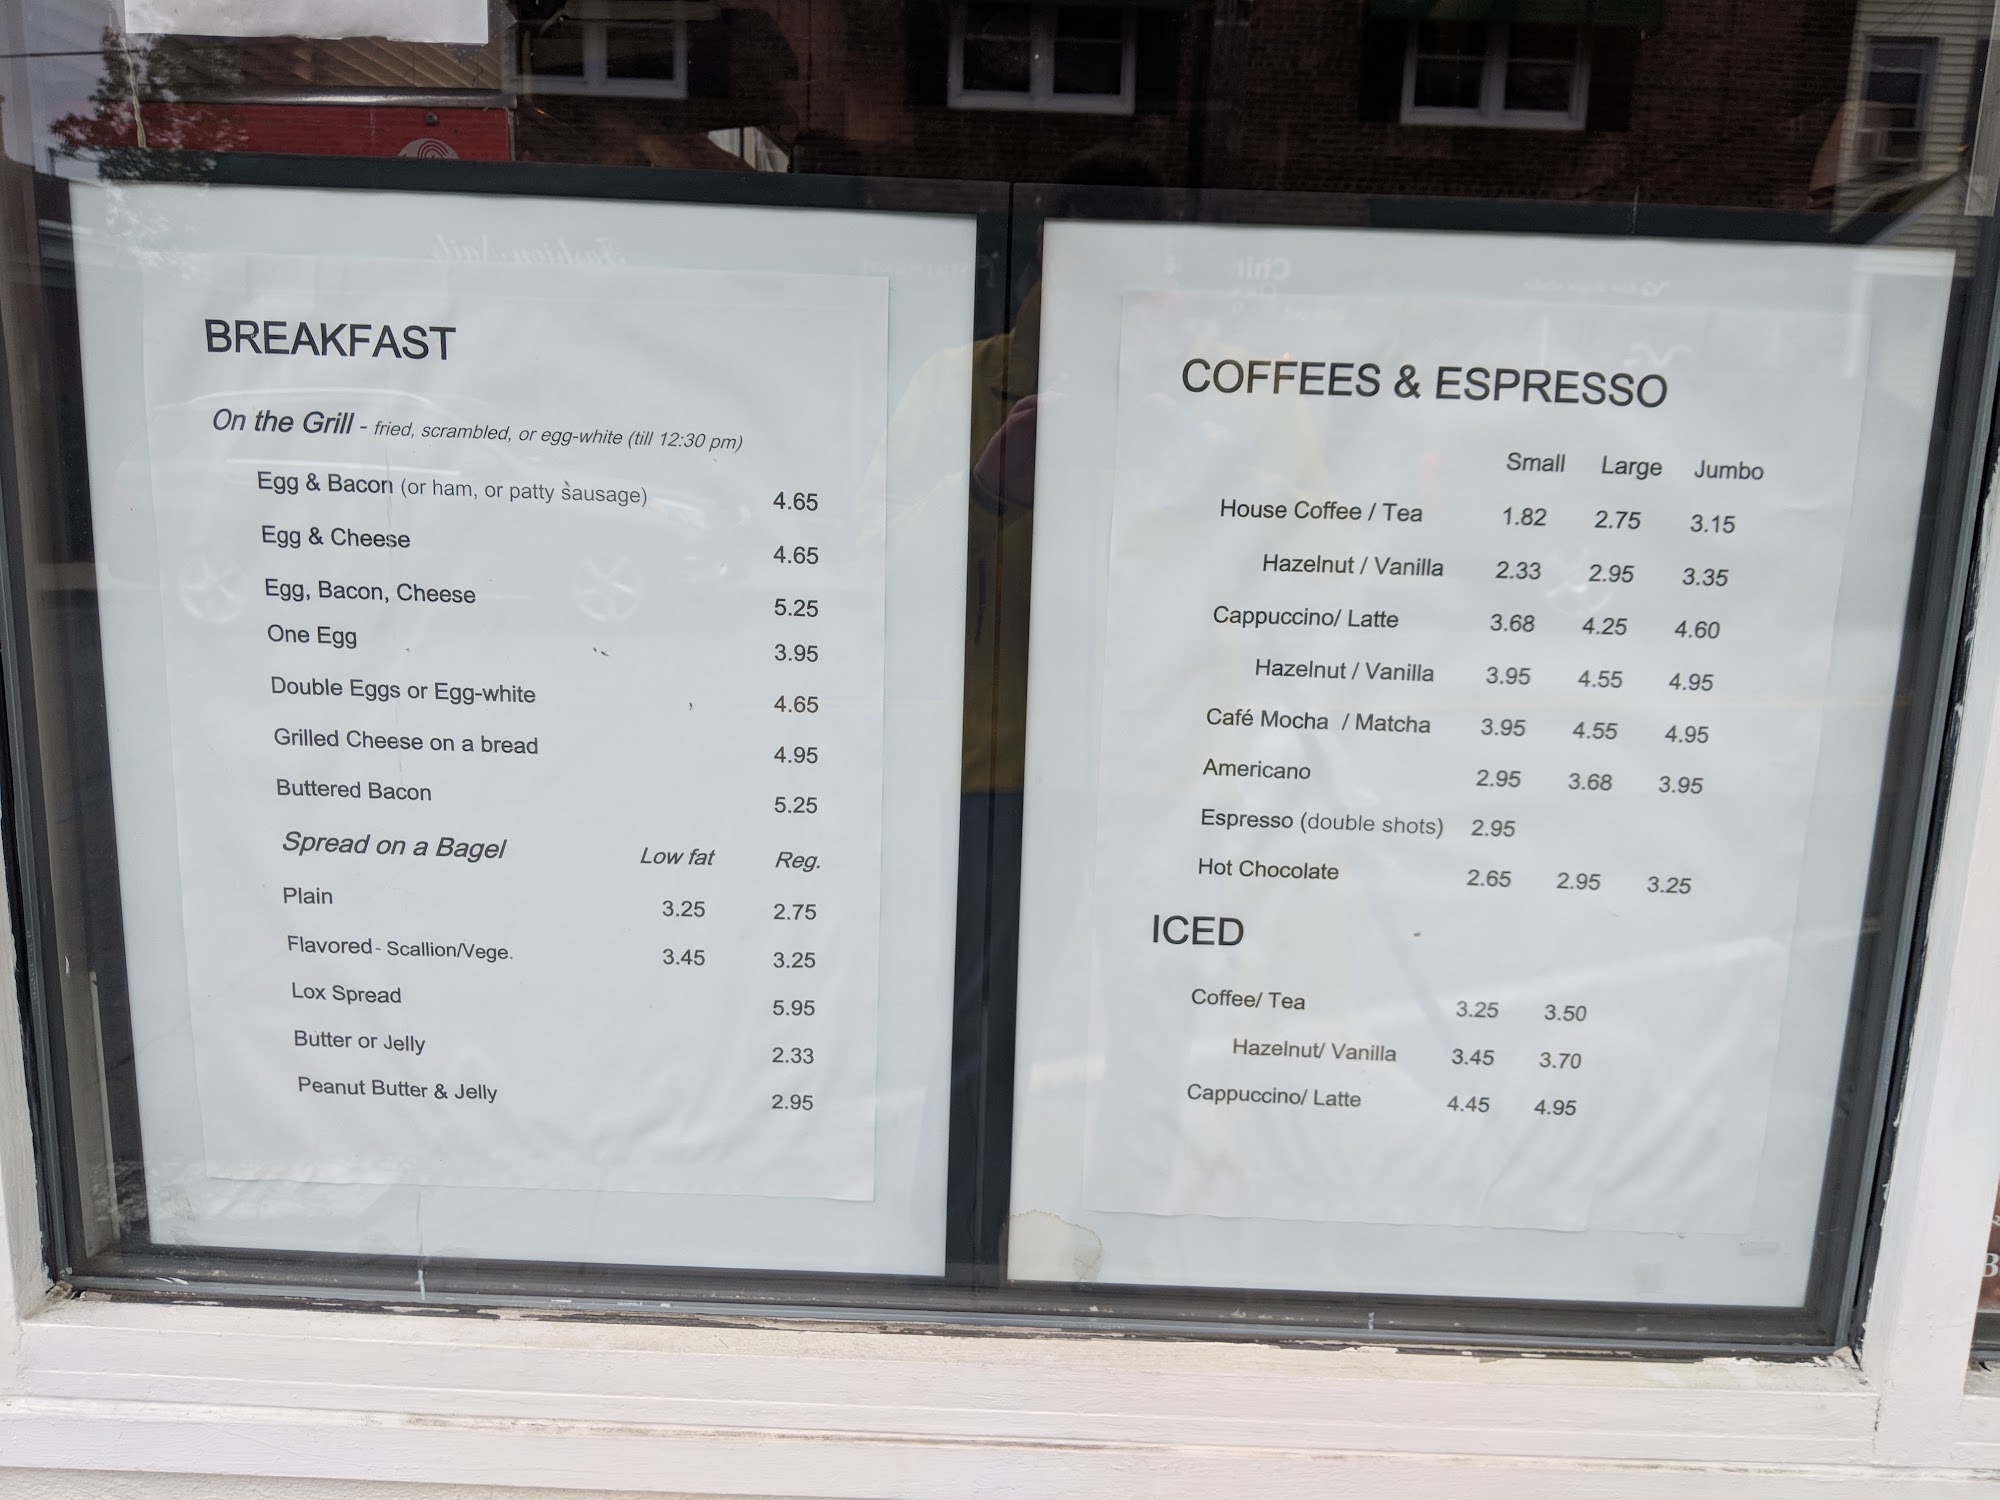 BREAKFAST
On the Grill - fried, scrambled, or egg-white (till 12:30 pm)
Egg & Bacon (or ham, or patty sausage) 4.65
Egg & Cheese 4.65
Egg, Bacon, Cheese 5.25
One Egg 3.95
Double Eggs or Egg-white 4.65
Grilled Cheese on a bread 4.95
Buttered Bacon 5.25
Spread on a Bagel Low fat Reg.
Plain 3.25 2.75
Flavored - Scallion/Vege. 3.45 3.25
Lox Spread 5.95
Butter or Jelly 2.33
Peanut Butter & Jelly 2.95
COFFEES & ESPRESSO
Small Large Jumbo
House Coffee / Tea 1.82 2.75 3.15
Hazelnut / Vanilla 2.33 2.95 3.35
Cappuccino/ Latte 3.68 4.25 4.60
Hazelnut / Vanilla 3.95 4.55 4.95
Café Mocha / Matcha 3.95 4.55 4.95
Americano 2.95 3.68 3.95
Espresso (double shots) 2.95
Hot Chocolate 2.65 2.95 3.25
ICED
Coffee/ Tea 3.25 3.50
Hazelnut/ Vanilla 3.45 3.70
Cappuccino/ Latte 4.45 4.95